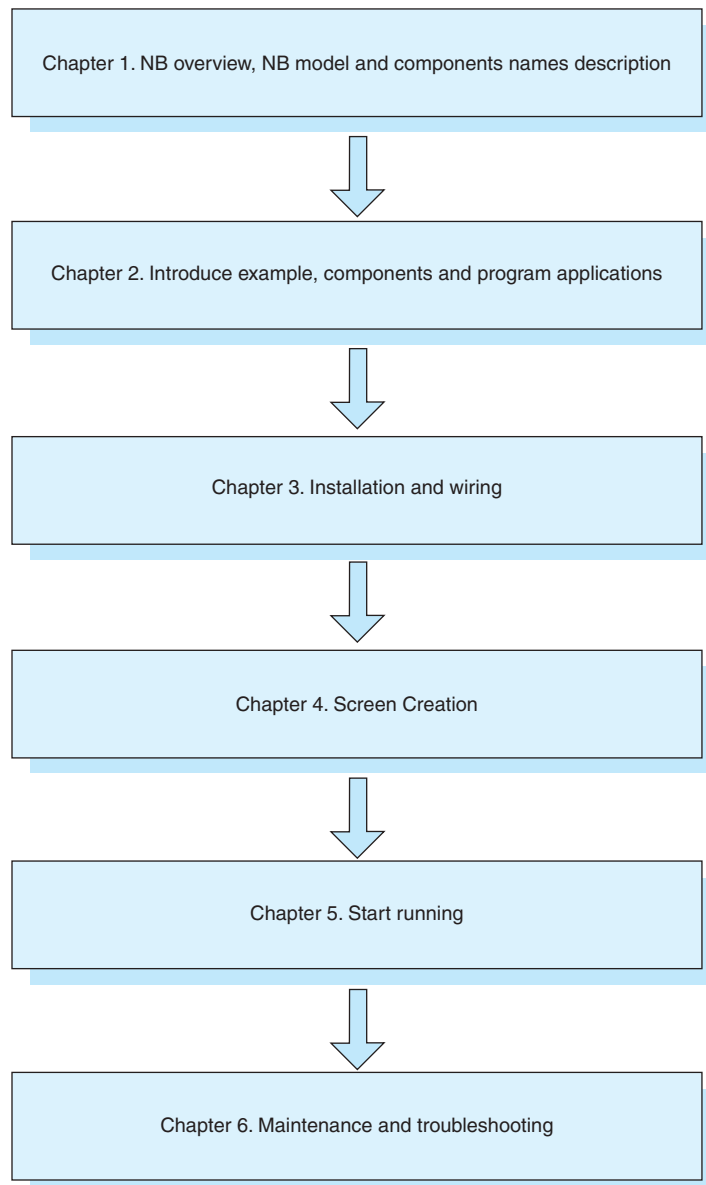 Chapter 1. NB overview, NB model and components names description
Chapter 2. Introduce example, components and program applications
Chapter 3. Installation and wiring
Chapter 4. Screen Creation
Chapter 5. Start running
Chapter 6. Maintenance and troubleshooting